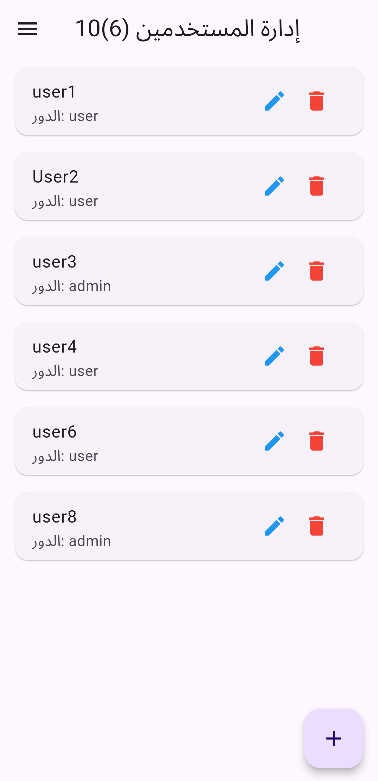 إدارة المستخدمين (6)10
user1
الدور: user
User2
الدور: user
user3
الدور: admin
user4
الدور: user
user6
الدور: user
user8
الدور: admin